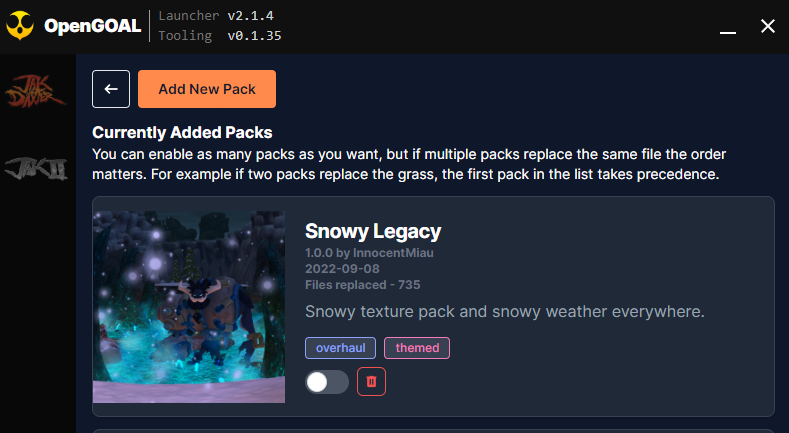 OpenGOAL
Launcher v2.1.4
Tooling v0.1.35
JAK
DAXTER
JAK II
Add New Pack
Currently Added Packs
You can enable as many packs as you want, but if multiple packs replace the same file the order
matters. For example if two packs replace the grass, the first pack in the list takes precedence.
Snowy Legacy
1.0.0 by InnocentMiau
2022-09-08
Files replaced - 735
Snowy texture pack and snowy weather everywhere.
overhaul themed